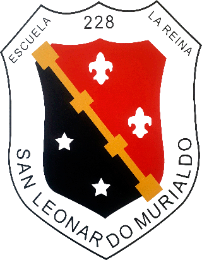 ESCUELA
228
LA REINA
SAN LEONARDO MURIALDO